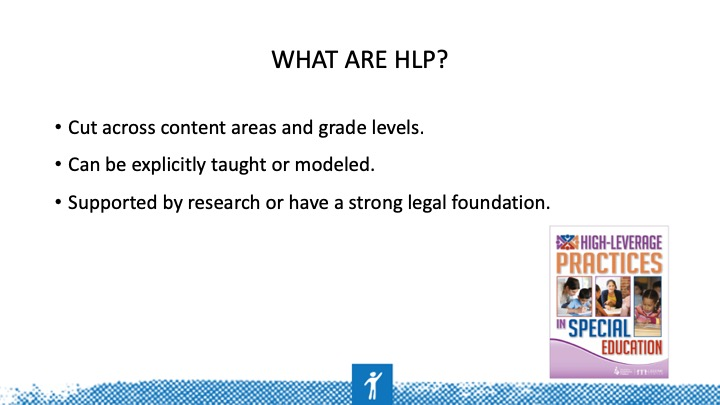 WHAT ARE HLP?
• Cut across content areas and grade levels.
• Can be explicitly taught or modeled.
• Supported by research or have a strong legal foundation.
HIGH-LEVERAGE
PRACTICES
IN SPECIAL
EDUCATION